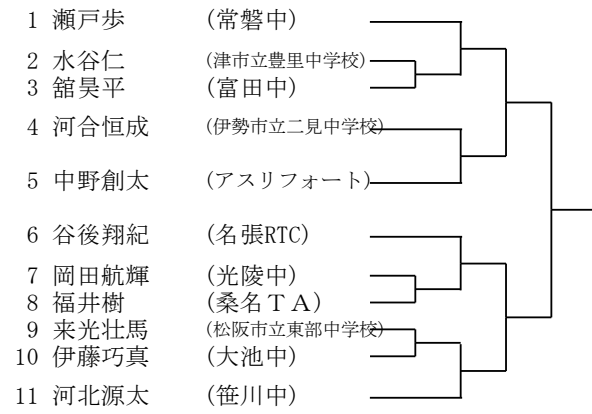 1 瀬戸歩 (常磐中)
2 水谷仁 (津市立豊里中学校)
3 舘昊平 (富田中)
4 河合恒成 (伊勢市立二見中学校)
5 中野創太 (アスリフォート)
6 谷後翔紀 (名張RTC)
7 岡田航輝 (光陵中)
8 福井樹 (桑名ＴＡ)
9 来光壮馬 (松阪市立東部中学校)
10 伊藤巧真 (大池中)
11 河北源太 (笹川中)